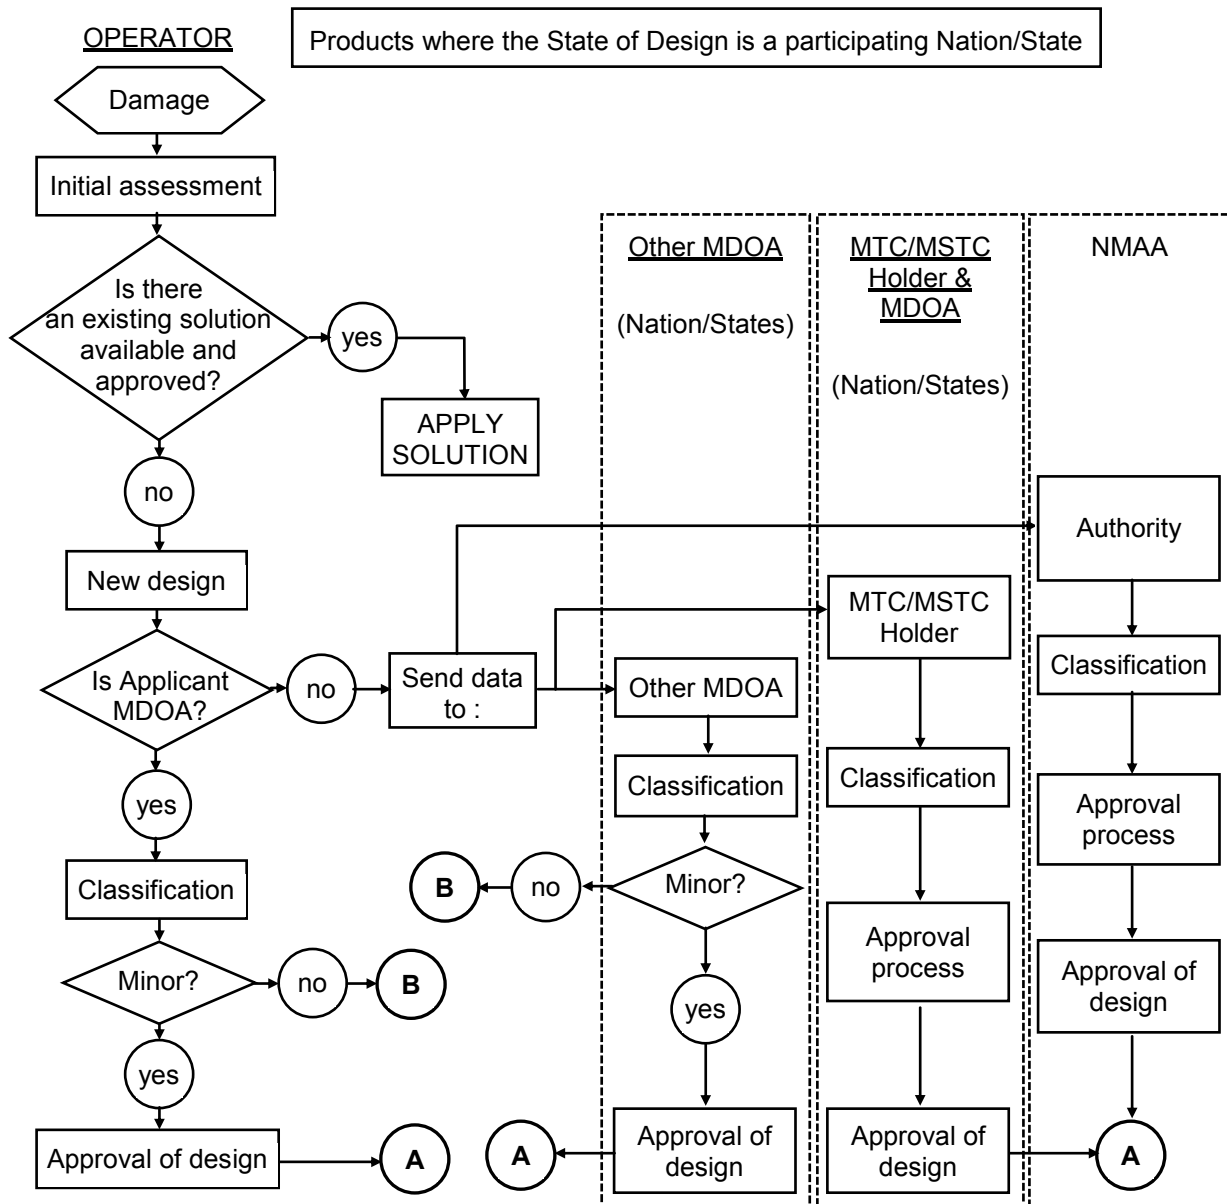 OPERATOR
Products where the State of Design is a participating Nation/State
Damage
Initial assessment
Is there
an existing solution
available and
approved?
yes
APPLY
SOLUTION
no
New design
Is Applicant
MDOA?
no
Send data
to :
yes
Classification
Minor?
no
B
yes
Approval of design
A
Other MDOA
(Nation/States)
Other MDOA
Classification
Minor?
no
B
yes
Approval of
design
A
MTC/MSTC
Holder &
MDOA
(Nation/States)
MTC/MSTC
Holder
Classification
Approval
process
Approval of
design
NMAA
Authority
Classification
Approval
process
Approval of
design
A